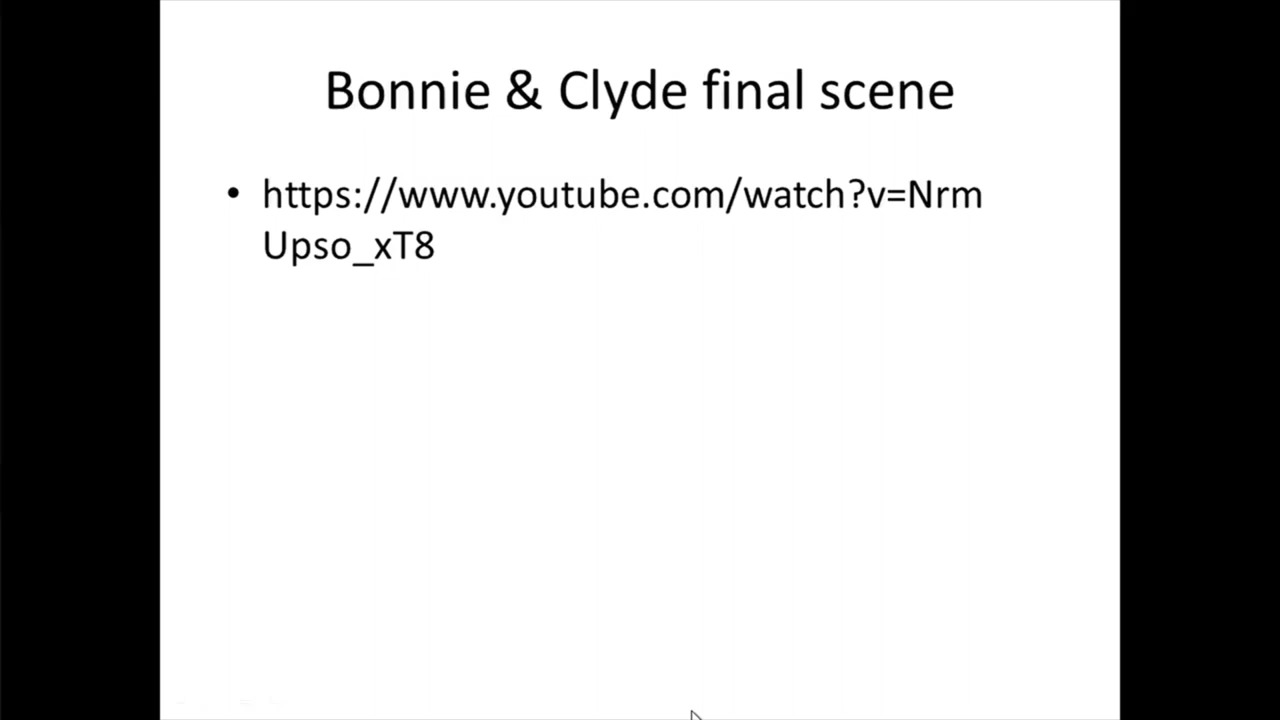 Bonnie & Clyde final scene
• https://www.youtube.com/watch?v=Nrm
Upso_xT8